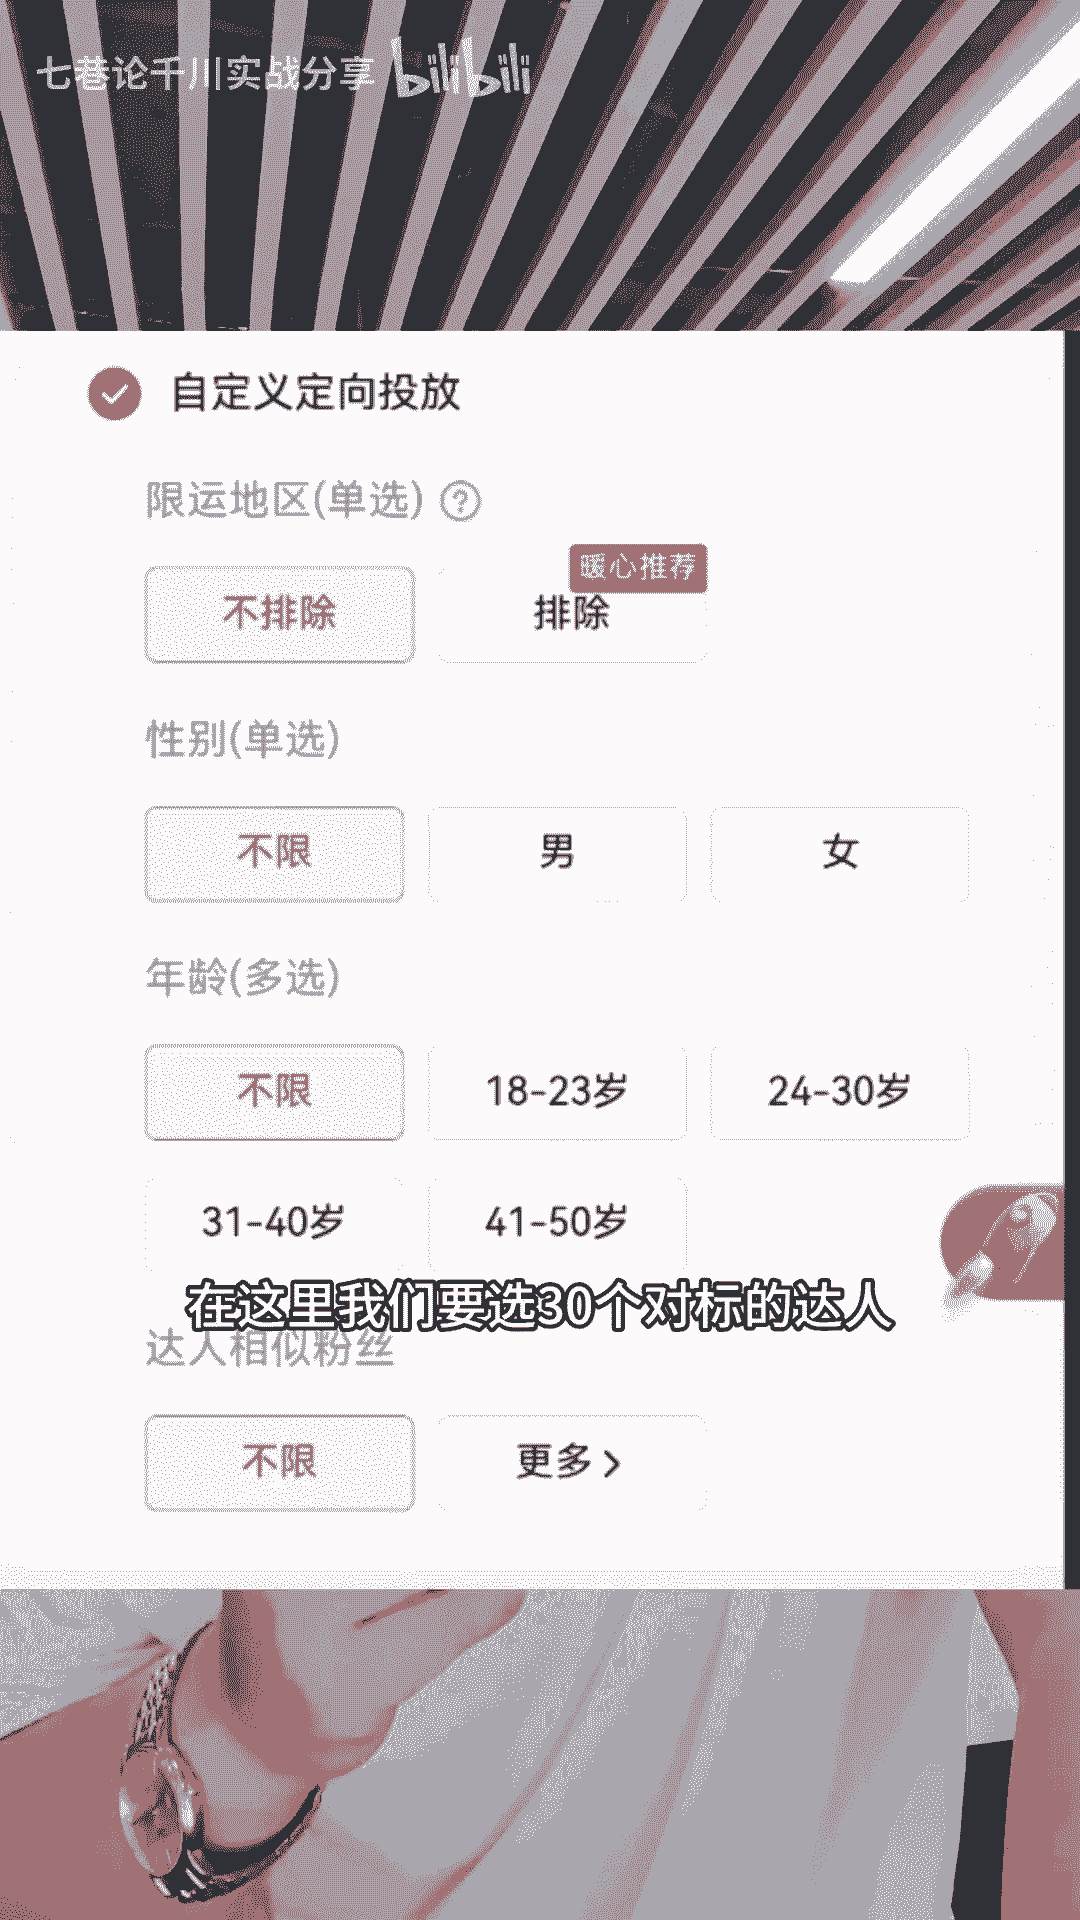 七巷论千川实战分享 bilibili
自定义定向投放
限运地区(单选) ?
暖心推荐
不排除 排除
性别(单选)
不限 男 女
年龄(多选)
不限 18-23岁 24-30岁
31-40岁 41-50岁
在这里我们要选30个对标的达人
达人相似粉丝
不限 更多 >